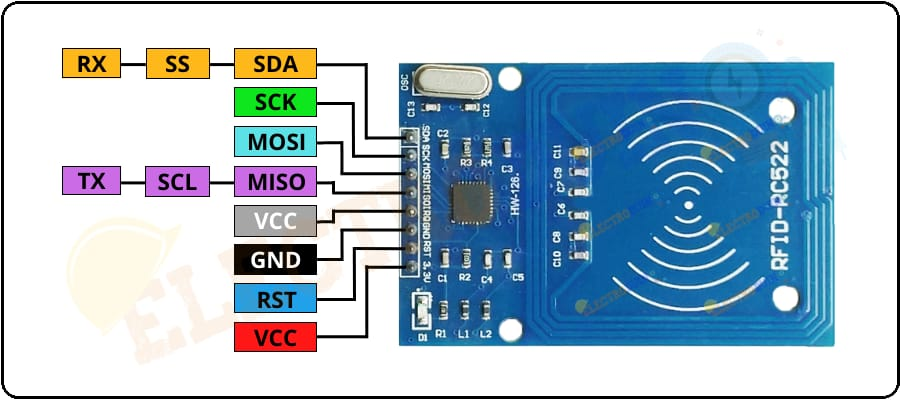 RX SS SDA
SCK
MOSI
TX SCL MISO
VCC
GND
RST
VCC
OSC
C13 C12
SDA
SCK
MOSI
MISO
IRQ
GND
RST
3.3V
R3 R4
C3
HW-126.
C1 R2 C4 C5
D1 R1 L1 L2
C11
C9
C7
C6
C8
C10
RFID-RC522
ELECTRO